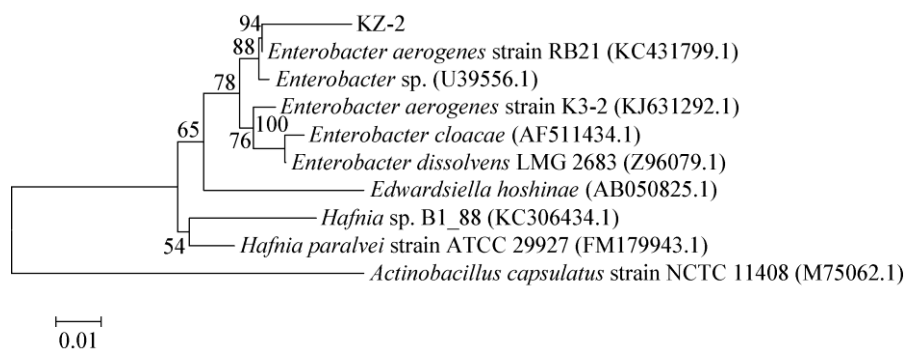 94
KZ-2
88
Enterobacter aerogenes strain RB21 (KC431799.1)
78
Enterobacter sp. (U39556.1)
Enterobacter aerogenes strain K3-2 (KJ631292.1)
65
76
100
Enterobacter cloacae (AF511434.1)
Enterobacter dissolvens LMG 2683 (Z96079.1)
Edwardsiella hoshinae (AB050825.1)
Hafnia sp. B1_88 (KC306434.1)
54
Hafnia paralvei strain ATCC 29927 (FM179943.1)
Actinobacillus capsulatus strain NCTC 11408 (M75062.1)
0.01